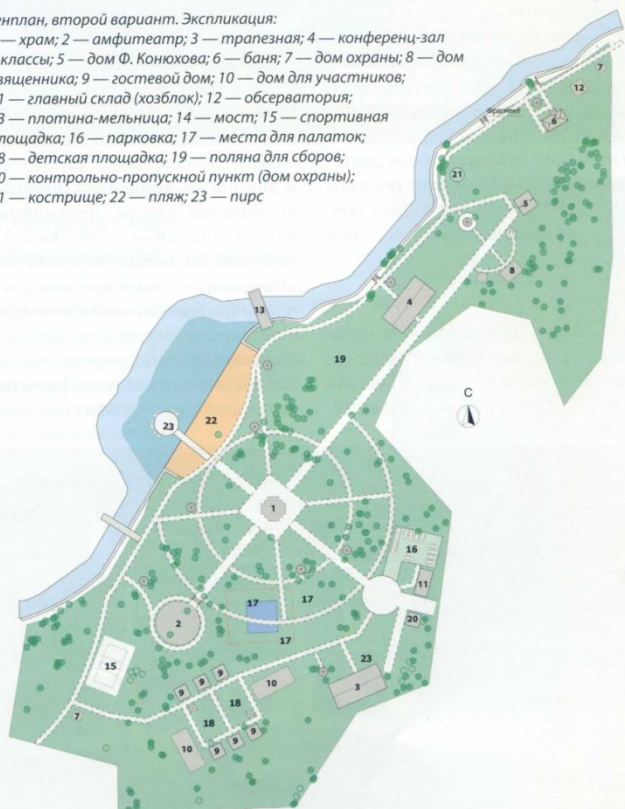 енплан, второй вариант. Экспликация:
— храм; 2 — амфитеатр; 3 — трапезная; 4 — конференц-зал
классы; 5 — дом Ф. Конюхова; 6 — баня; 7 — дом охраны; 8 — дом
вященника; 9 — гостевой дом; 10 — дом для участников;
1 — главный склад (хозблок); 12 — обсерватория;
3 — плотина-мельница; 14 — мост; 15 — спортивная
лощадка; 16 — парковка; 17 — места для палаток;
8 — детская площадка; 19 — поляна для сборов;
0 — контрольно-пропускной пункт (дом охраны);
1 — кострище; 22 — пляж; 23 — пирс
7
12
фрагмент
6
21
5
8
4
13
19
С
22
23
1
16
11
20
17
17
2
17
15
23
3
10
9
9
9
18
18
7
9
9
9
10